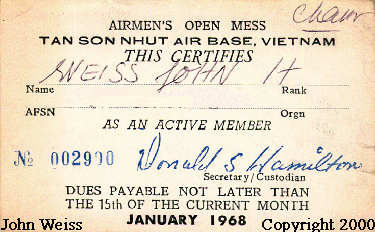 Chair
AIRMEN'S OPEN MESS
TAN SON NHUT AIR BASE, VIETNAM
THIS CERTIFIES
WEISS JOHN H
Name Rank
AFSN Orgn
AS AN ACTIVE MEMBER
No 002900 Donald S Hamilton
Secretary/Custodian
DUES PAYABLE NOT LATER THAN
THE 15th OF THE CURRENT MONTH
JANUARY 1968
John Weiss Copyright 2000